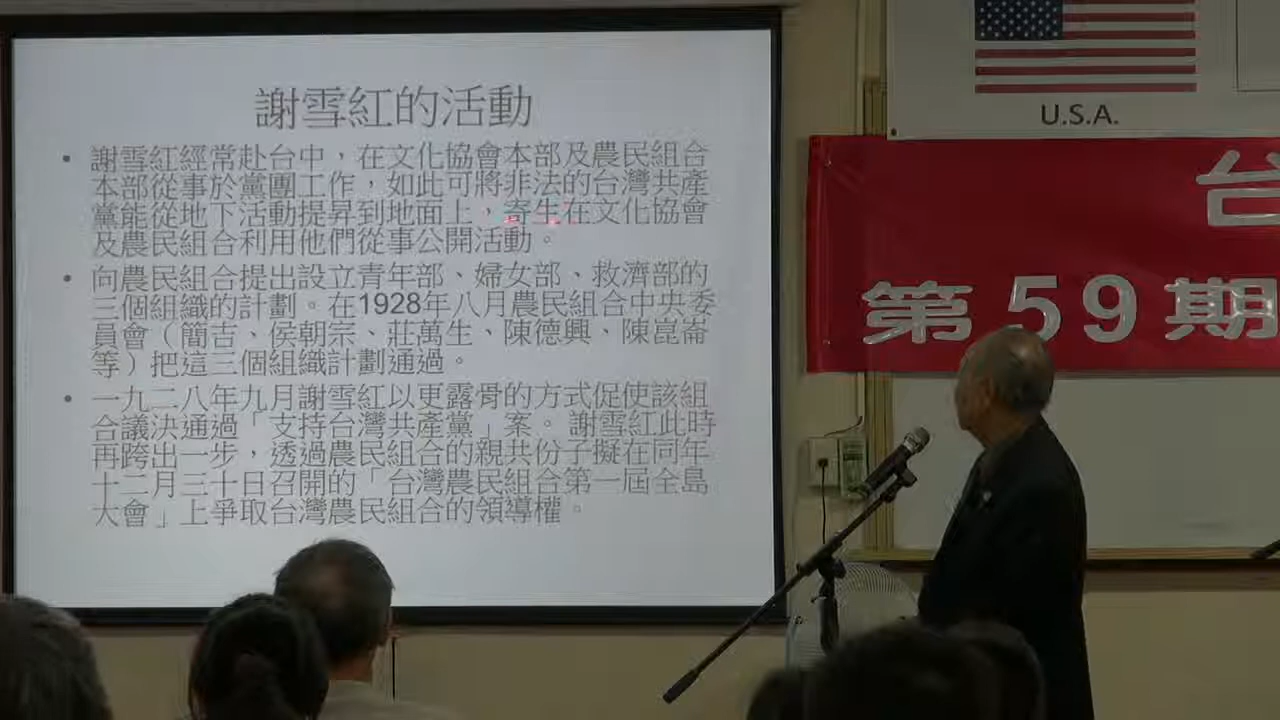 謝雪紅的活動
• 謝雪紅經常赴台中，在文化協會本部及農民組合
本部從事於黨團工作，如此可將非法的台灣共產
黨能從地下活動提昇到地面上，寄生在文化協會
及農民組合利用他們從事公開活動。
• 向農民組合提出設立青年部、婦女部、救濟部的
三個組織的計劃。在1928年八月農民組合中央委
員會（簡吉、侯朝宗、莊萬生、陳德興、陳崑崙
等）把這三個組織計劃通過。
• 一九二八年九月謝雪紅以更露骨的方式促使該組
合議決通過「支持台灣共產黨」案。謝雪紅此時
再跨出一步，透過農民組合的親共份子擬在同年
十二月三十日召開的「台灣農民組合第一屆全島
大會」上爭取台灣農民組合的領導權。
U.S.A.
台
第59期